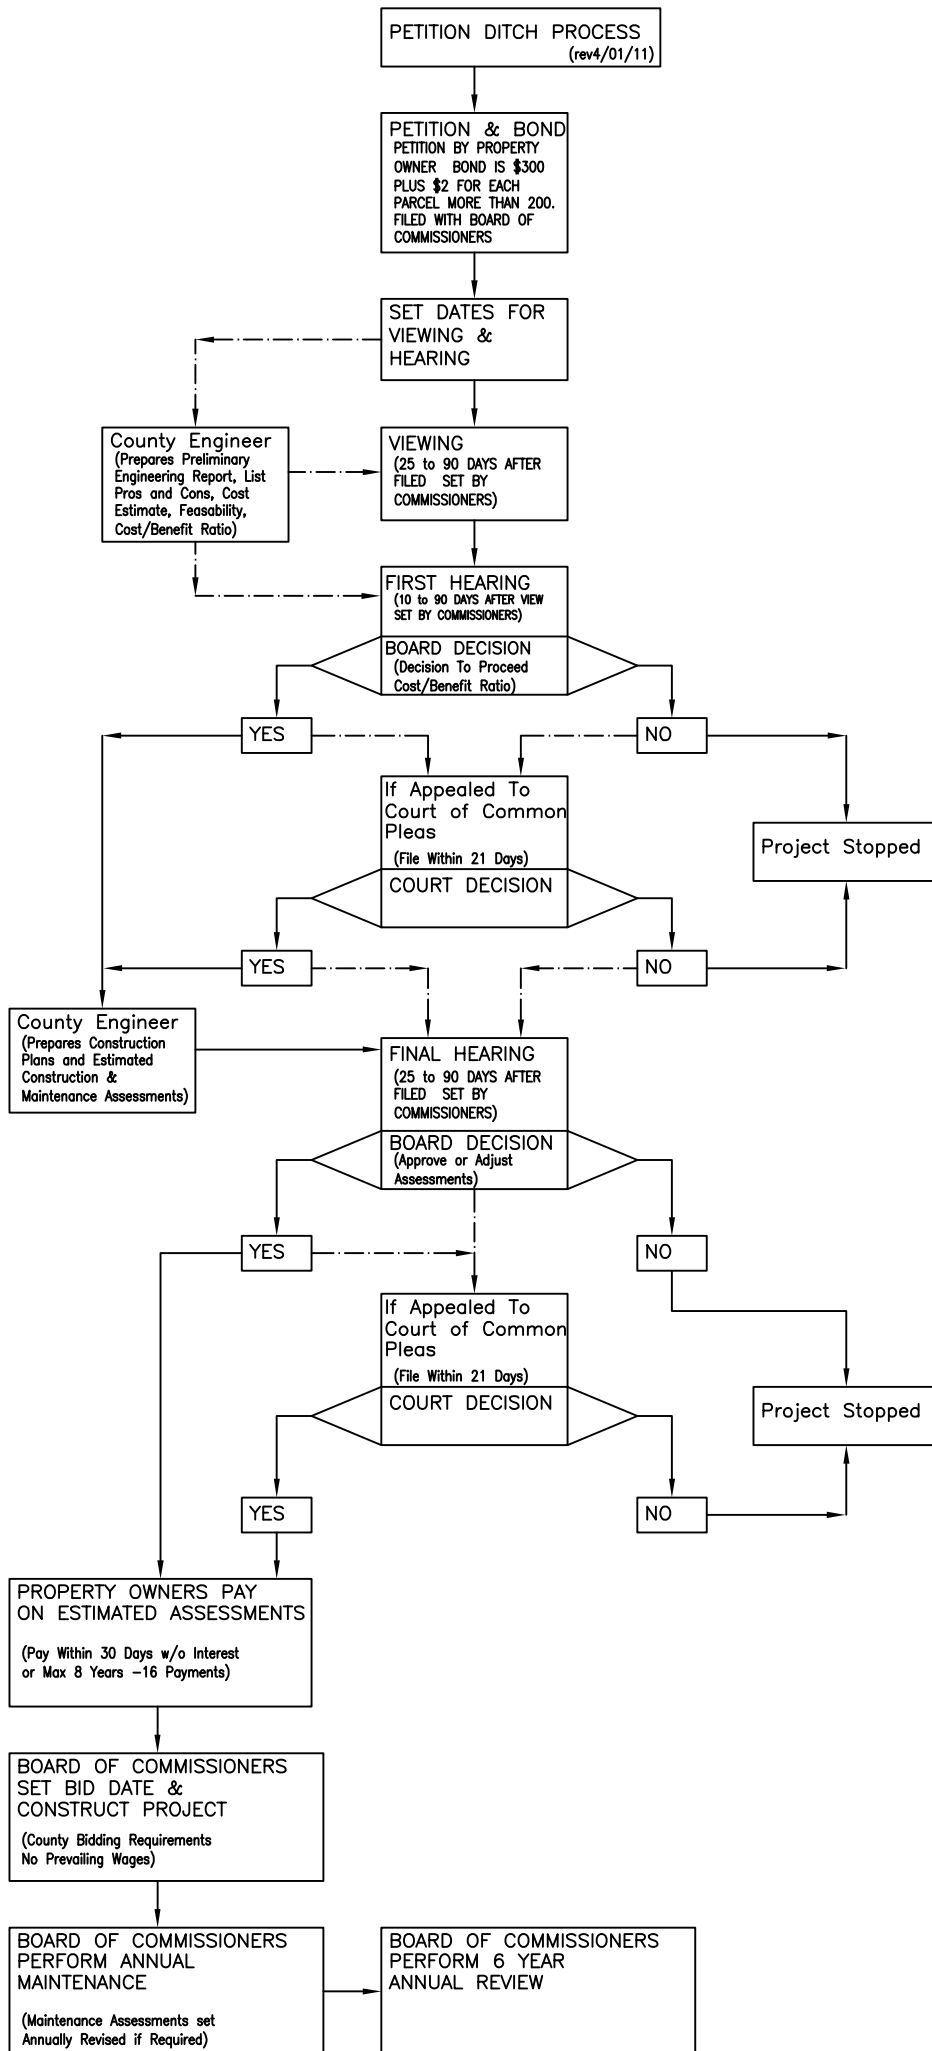 PETITION DITCH PROCESS
(rev4/01/11)
PETITION & BOND
PETITION BY PROPERTY
OWNER BOND IS $300
PLUS $2 FOR EACH
PARCEL MORE THAN 200.
FILED WITH BOARD OF
COMMISSIONERS
SET DATES FOR
VIEWING &
HEARING
County Engineer
(Prepares Preliminary
Engineering Report, List
Pros and Cons, Cost
Estimate, Feasability,
Cost/Benefit Ratio)
VIEWING
(25 to 90 DAYS AFTER
FILED SET BY
COMMISSIONERS)
FIRST HEARING
(10 to 90 DAYS AFTER VIEW
SET BY COMMISSIONERS)
BOARD DECISION
(Decision To Proceed
Cost/Benefit Ratio)
YES
NO
If Appealed To
Court of Common
Pleas
(File Within 21 Days)
COURT DECISION
Project Stopped
YES
NO
County Engineer
(Prepares Construction
Plans and Estimated
Construction &
Maintenance Assessments)
FINAL HEARING
(25 to 90 DAYS AFTER
FILED SET BY
COMMISSIONERS)
BOARD DECISION
(Approve or Adjust
Assessments)
YES
NO
If Appealed To
Court of Common
Pleas
(File Within 21 Days)
COURT DECISION
Project Stopped
YES
NO
PROPERTY OWNERS PAY
ON ESTIMATED ASSESSMENTS
(Pay Within 30 Days w/o Interest
or Max 8 Years -16 Payments)
BOARD OF COMMISSIONERS
SET BID DATE &
CONSTRUCT PROJECT
(County Bidding Requirements
No Prevailing Wages)
BOARD OF COMMISSIONERS
PERFORM ANNUAL
MAINTENANCE
(Maintenance Assessments set
Annually Revised if Required)
BOARD OF COMMISSIONERS
PERFORM 6 YEAR
ANNUAL REVIEW